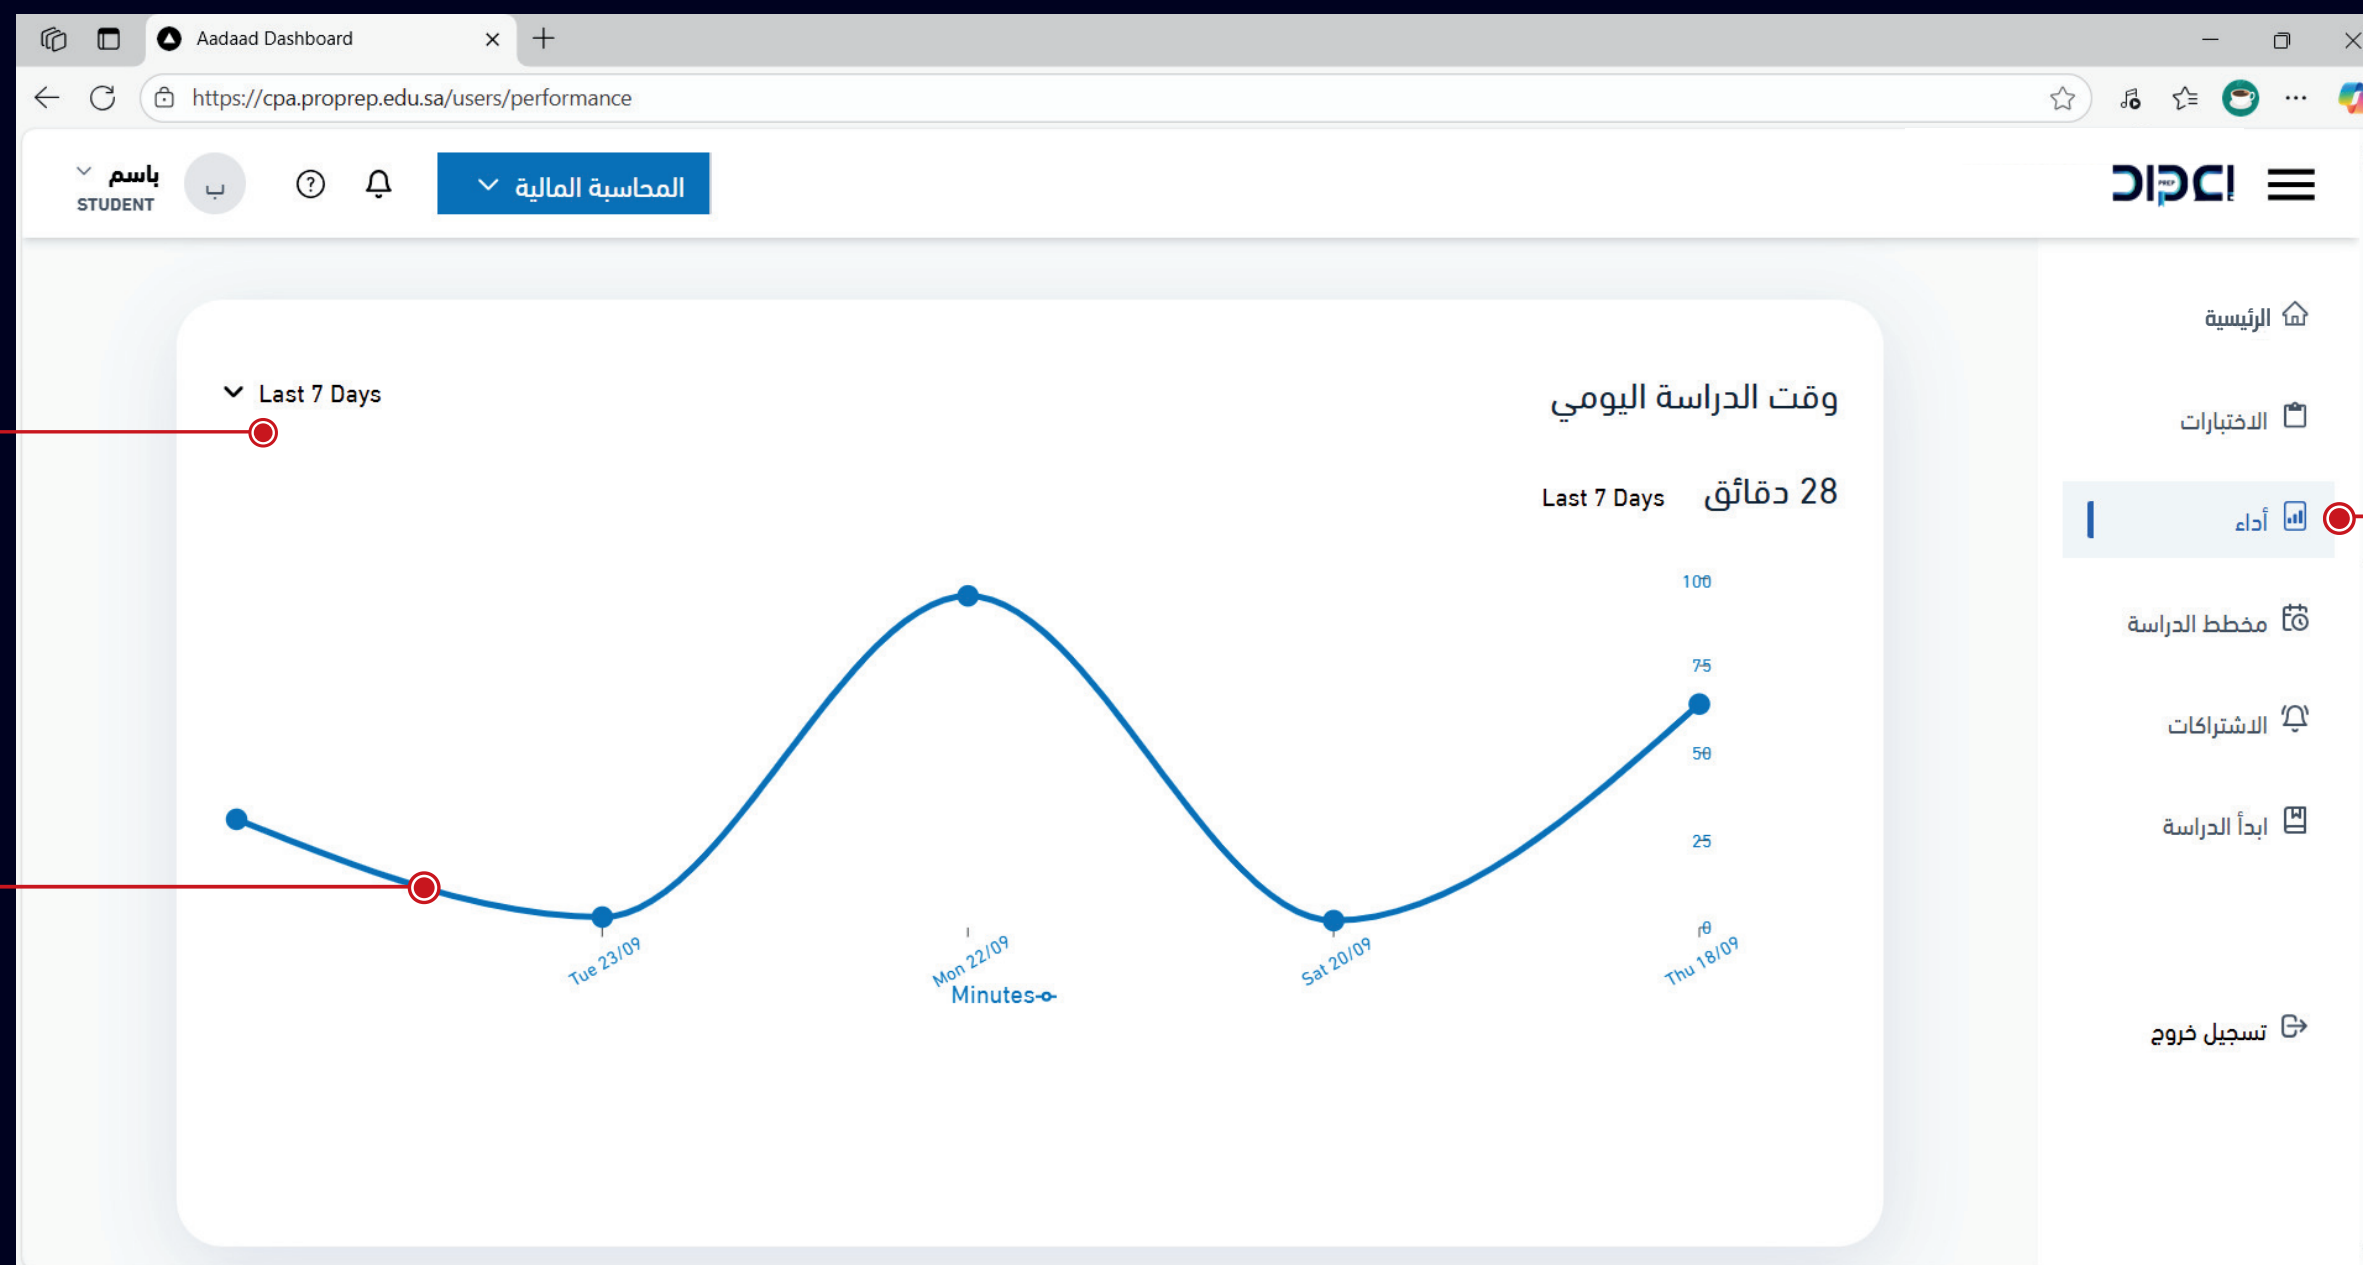 Aadaad Dashboard
https://cpa.proprep.edu.sa/users/performance
إعداد
PREP
المحاسبة المالية
ب
باسم
STUDENT
الرئيسية
الاختبارات
أداء
مخطط الدراسة
الاشتراكات
ابدأ الدراسة
تسجيل خروج
وقت الدراسة اليومي
Last 7 Days
28 دقائق Last 7 Days
100
75
50
25
0
Thu 18/09
Sat 20/09
Mon 22/09
Tue 23/09
Minutes